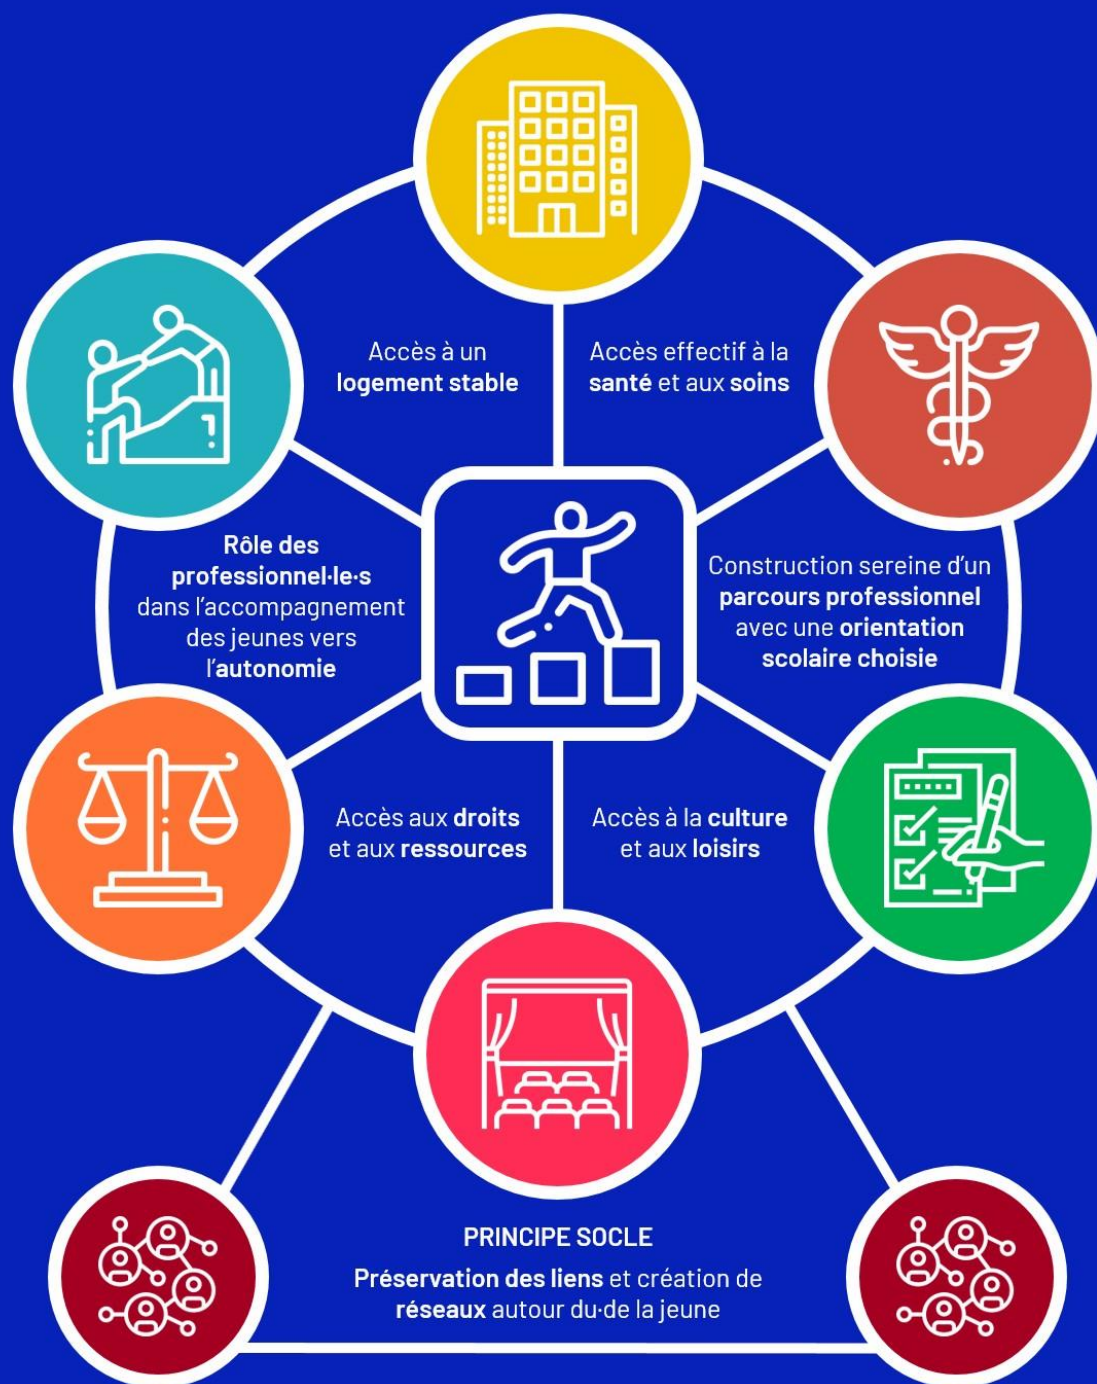 Accès à un
logement stable
Accès effectif à la
santé et aux soins
Rôle des
professionnel·le·s
dans l'accompagnement
des jeunes vers
l'autonomie
Construction sereine d'un
parcours professionnel
avec une orientation
scolaire choisie
Accès aux droits
et aux ressources
Accès à la culture
et aux loisirs
PRINCIPE SOCLE
Préservation des liens et création de
réseaux autour du·de la jeune